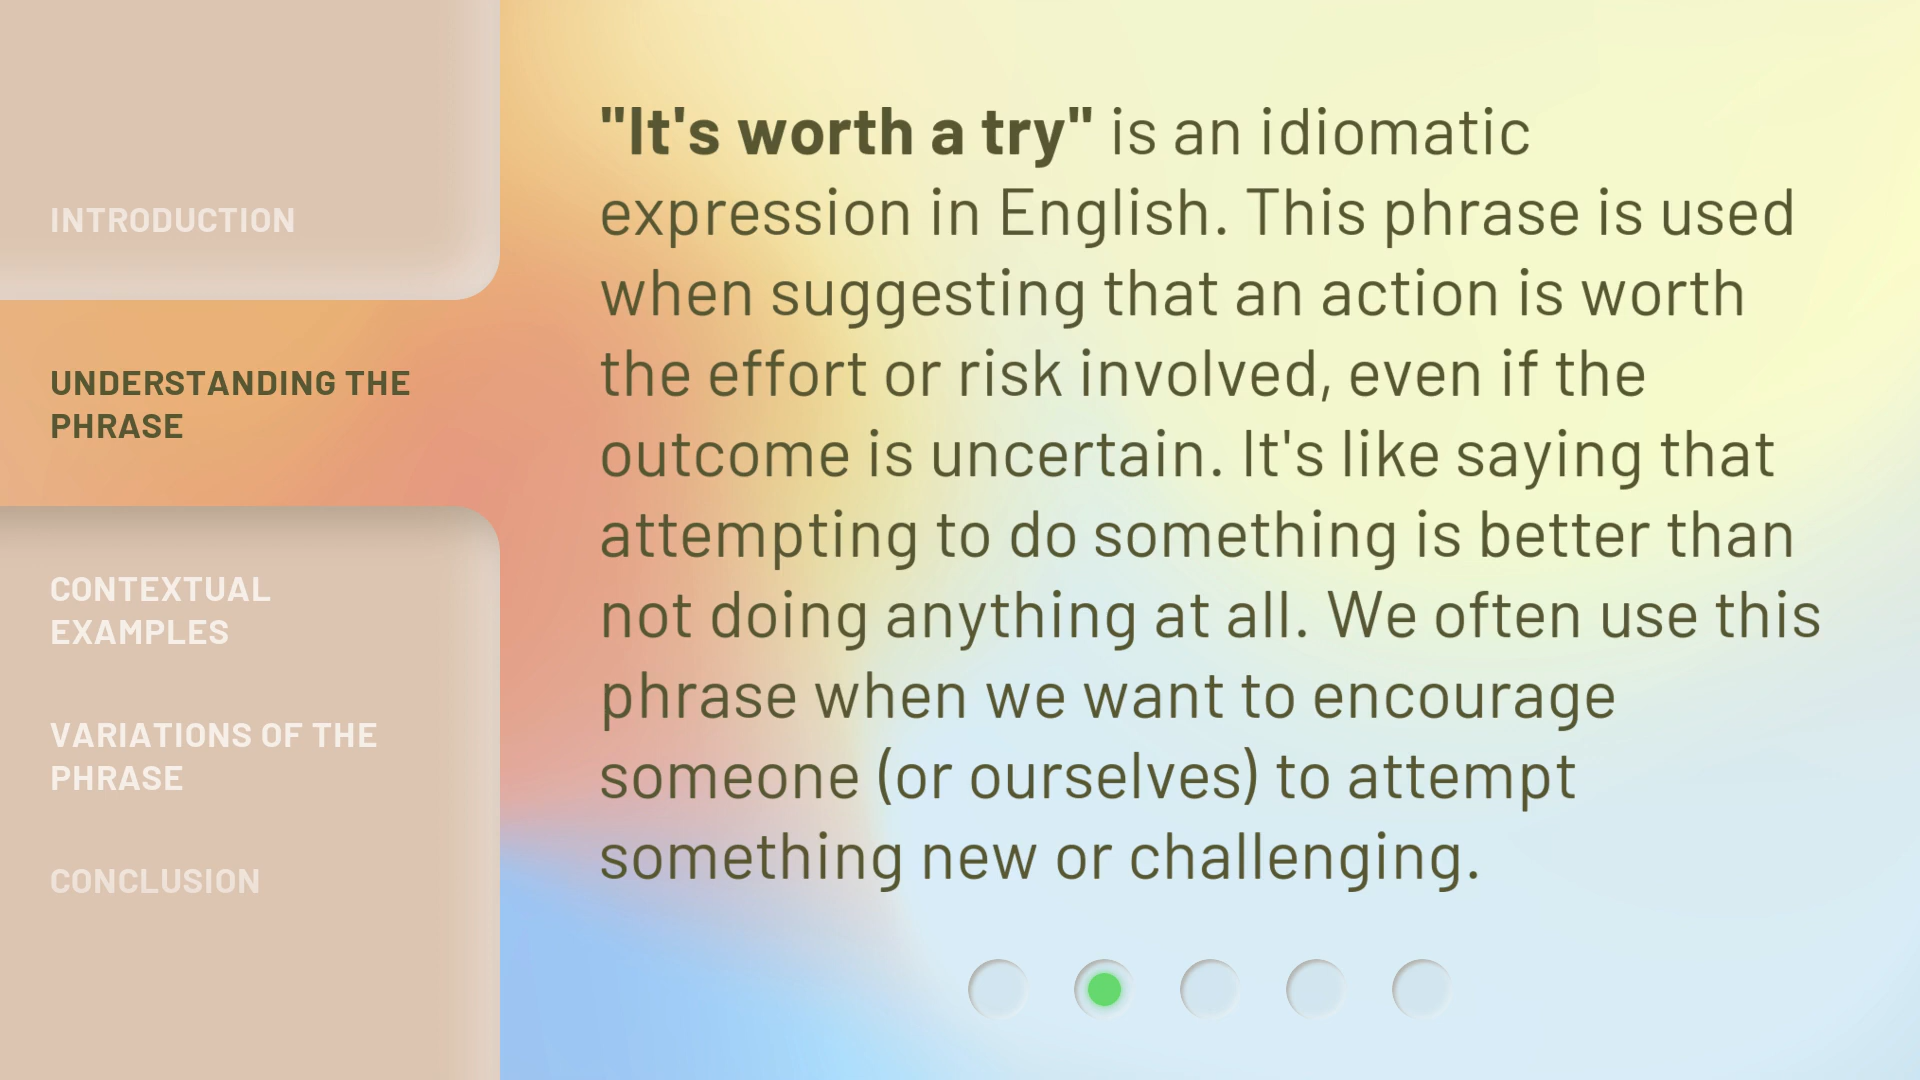 INTRODUCTION
UNDERSTANDING THE
PHRASE
CONTEXTUAL
EXAMPLES
VARIATIONS OF THE
PHRASE
CONCLUSION
"It's worth a try" is an idiomatic
expression in English. This phrase is used
when suggesting that an action is worth
the effort or risk involved, even if the
outcome is uncertain. It's like saying that
attempting to do something is better than
not doing anything at all. We often use this
phrase when we want to encourage
someone (or ourselves) to attempt
something new or challenging.